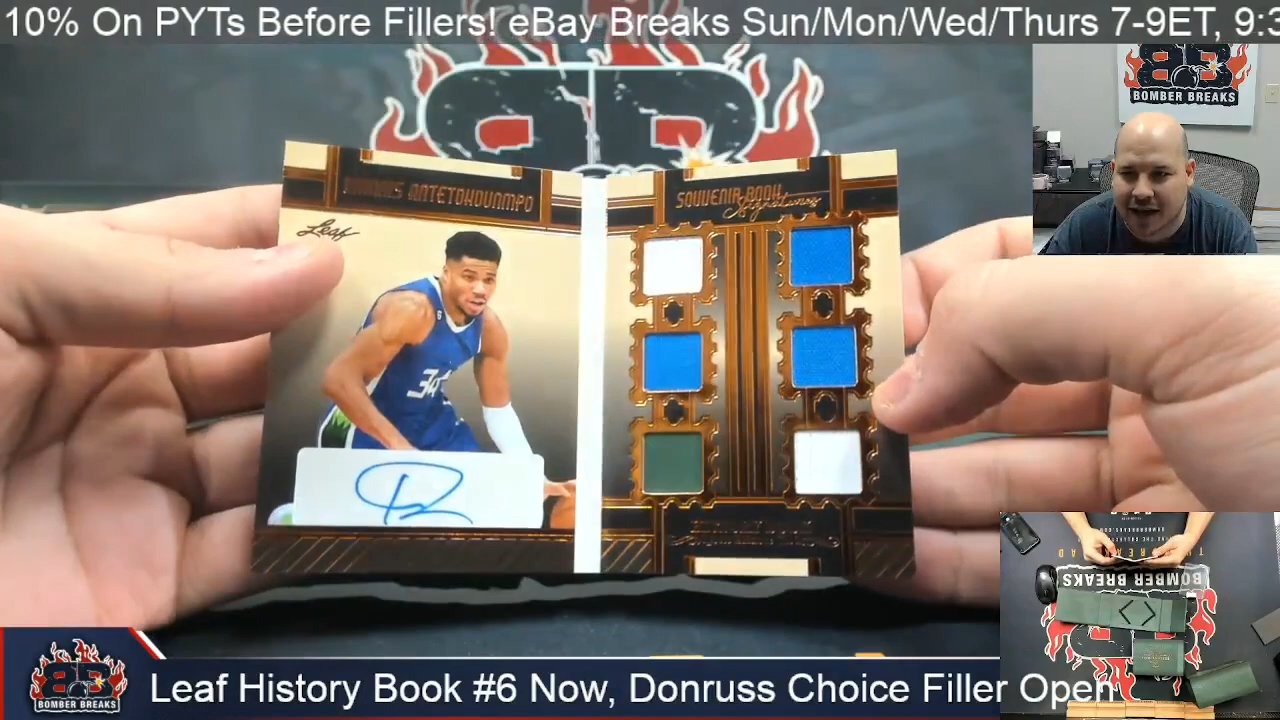 10% On PYTs Before Fillers! eBay Breaks Sun/Mon/Wed/Thurs 7-9ET, 9:3
BOMBER BREAKS
ANTETOKOUNMPO
SOUVENIR BOOK
Signatures
Leaf
34
BOMBER BREAKS
BOMBER BREAKS
Leaf History Book #6 Now, Donruss Choice Filler Open